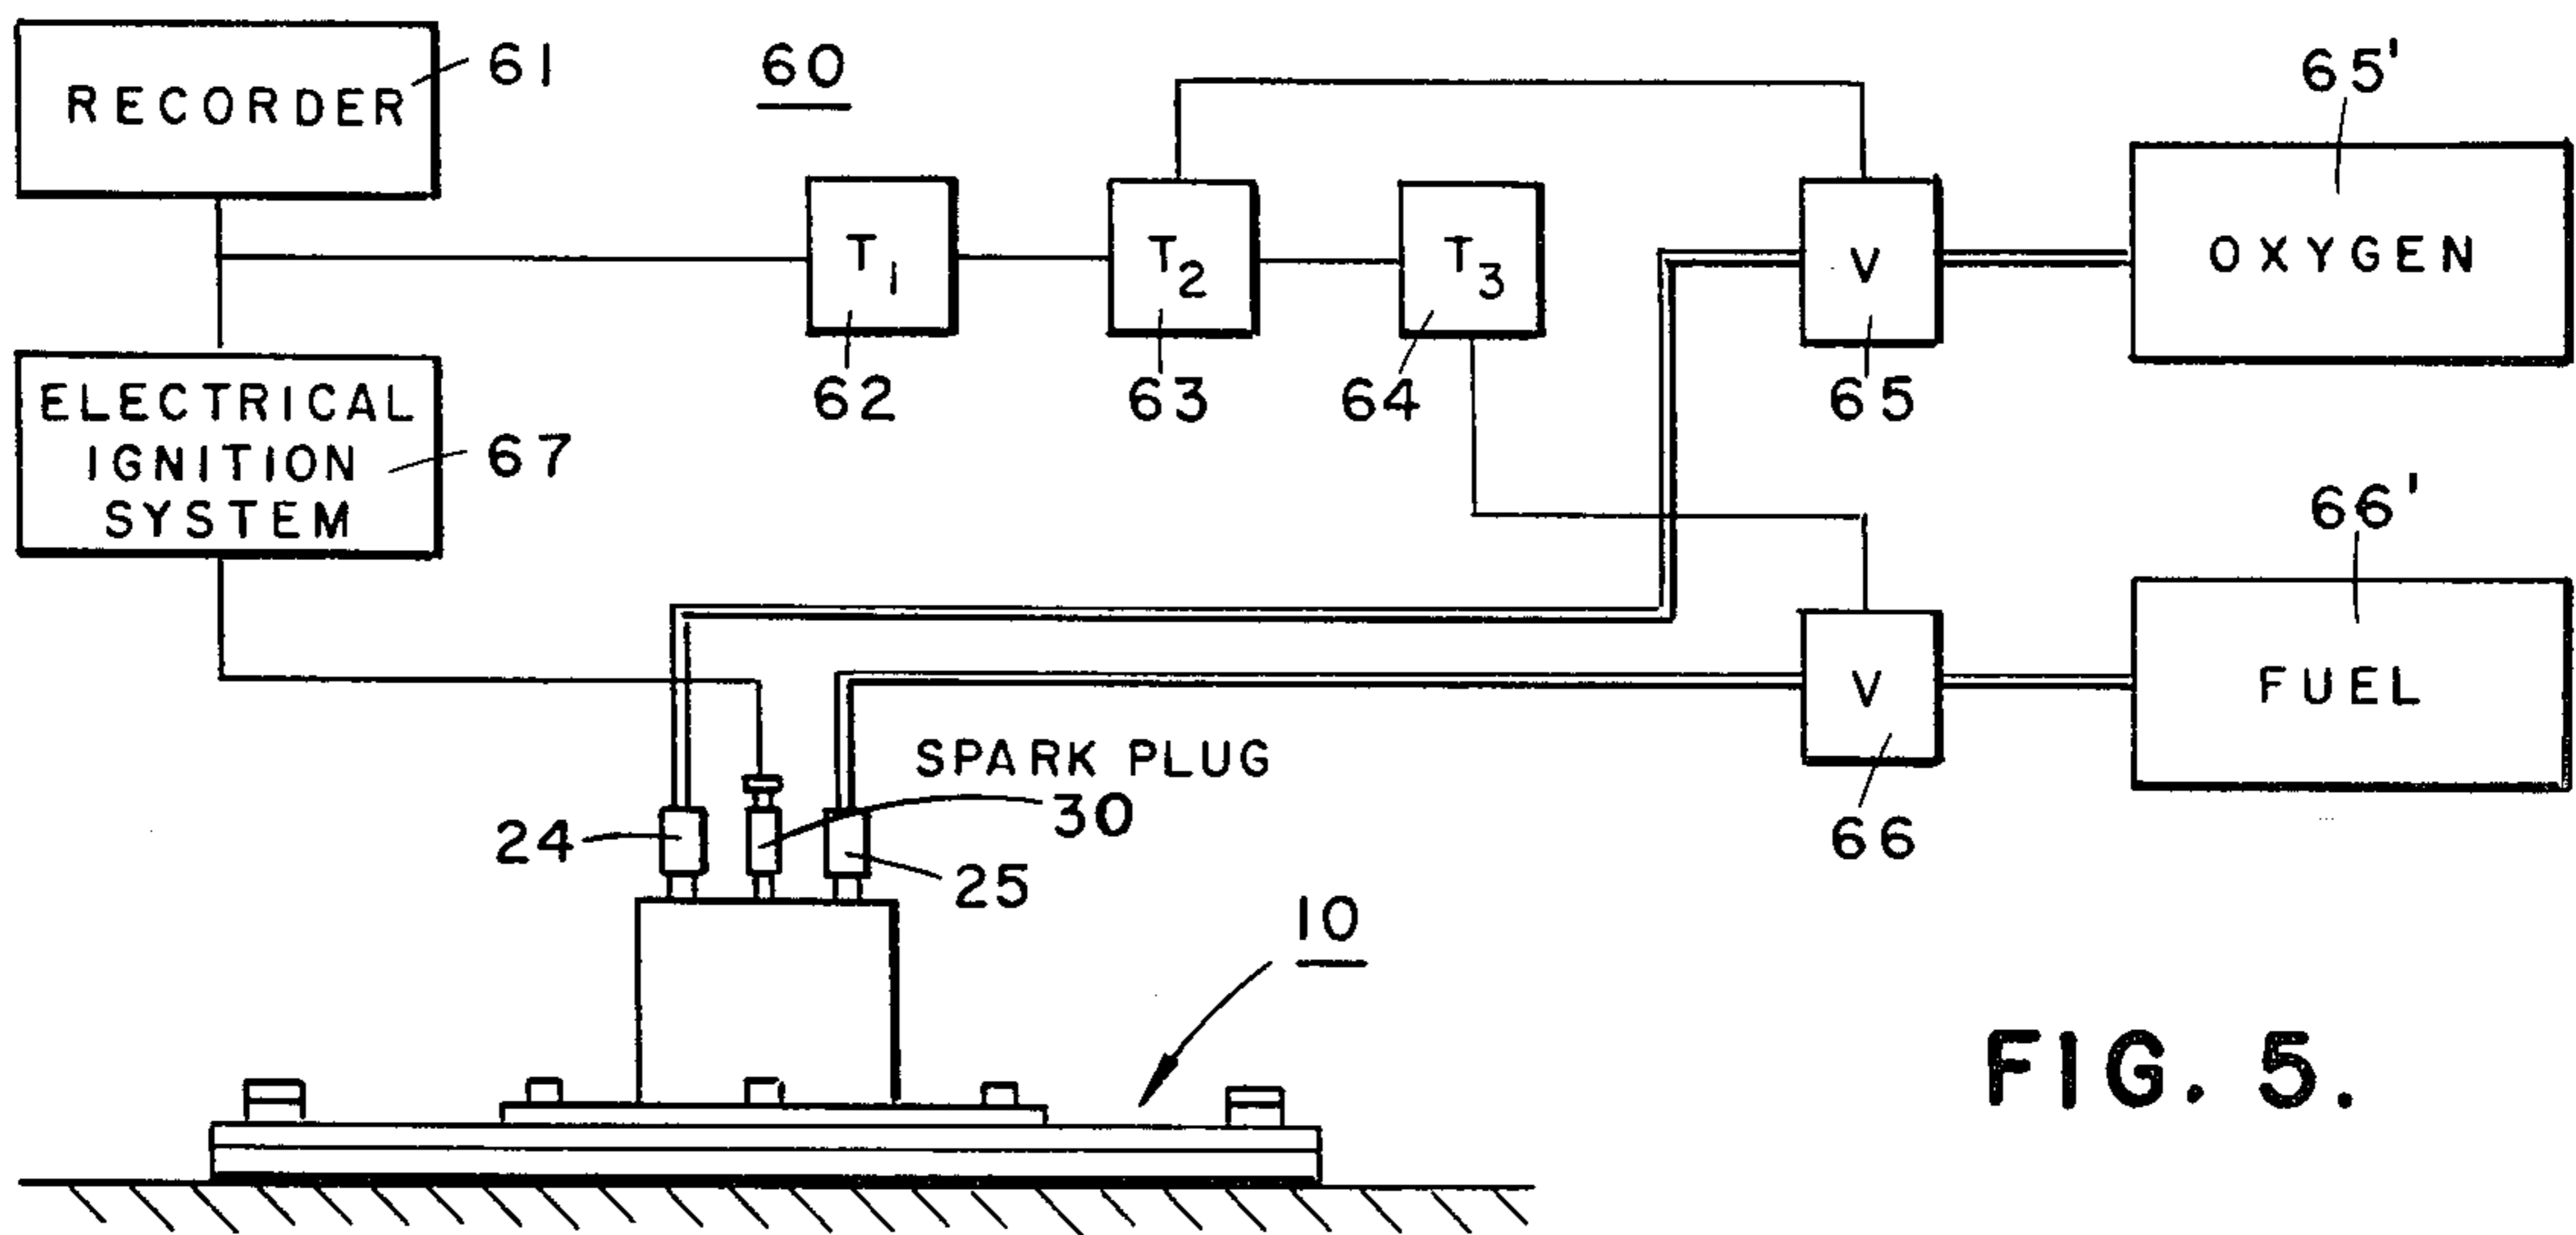 RECORDER
61
60
65'
T1
T2
T3
V
OXYGEN
62
63
64
65
ELECTRICAL
IGNITION
SYSTEM
67
66'
V
FUEL
SPARK PLUG
30
24
25
66
10
FIG. 5.